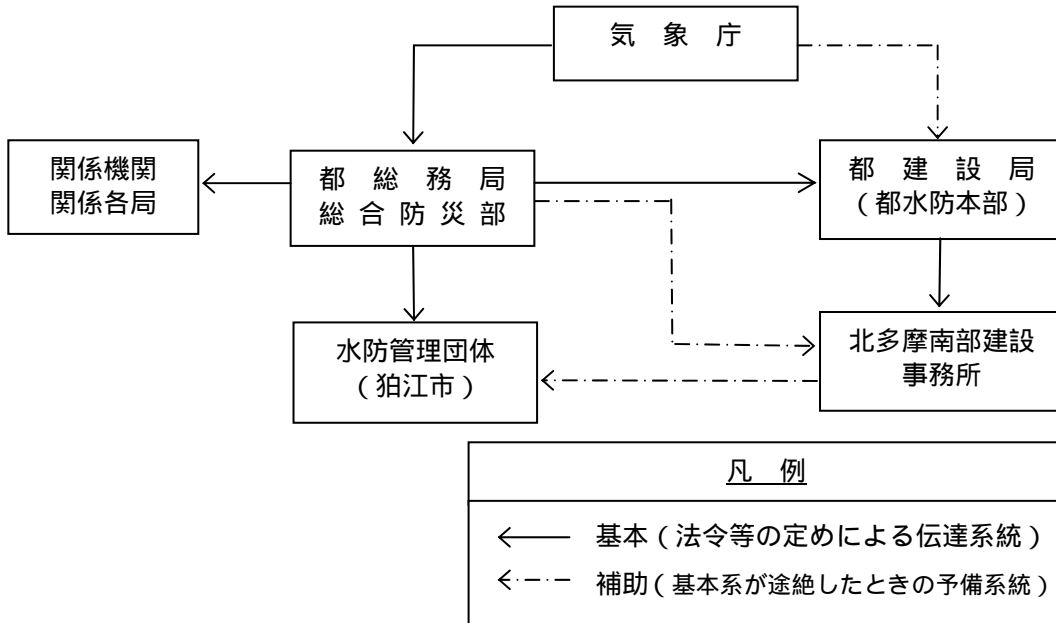 気 象 庁
関係機関
関係各局
都 総 務 局
総 合 防 災 部
都 建 設 局
（都水防本部）
水防管理団体
（狛江市）
北多摩南部建設
事務所
凡 例
基本（法令等の定めによる伝達系統）
補助（基本系が途絶したときの予備系統）